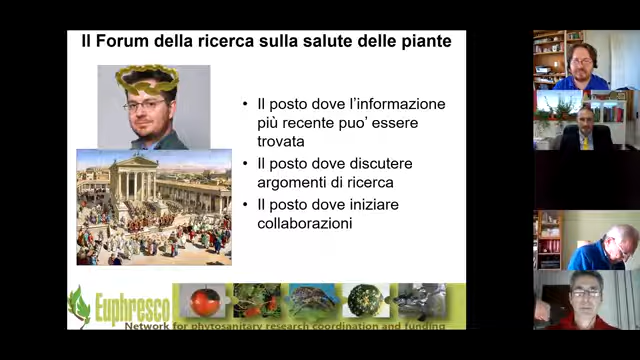 Il Forum della ricerca sulla salute delle piante
• Il posto dove l'informazione
più recente puo' essere
trovata
• Il posto dove discutere
argomenti di ricerca
• Il posto dove iniziare
collaborazioni
Euphresco
Network for phytosanitary research coordination and funding